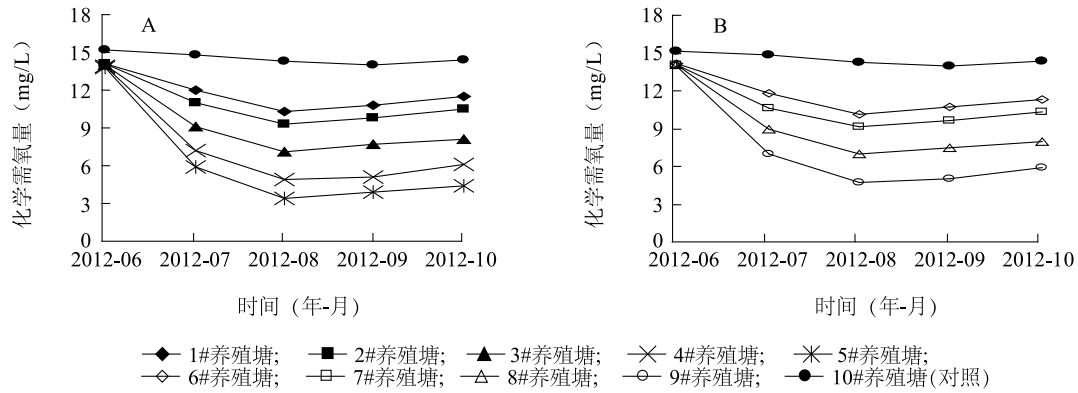 A
化学需氧量 (mg/L)
18
15
12
9
6
3
0
2012-06 2012-07 2012-08 2012-09 2012-10
时间 (年-月)
B
化学需氧量 (mg/L)
18
15
12
9
6
3
0
2012-06 2012-07 2012-08 2012-09 2012-10
时间 (年-月)
1#养殖塘; 2#养殖塘; 3#养殖塘; 4#养殖塘; 5#养殖塘;
6#养殖塘; 7#养殖塘; 8#养殖塘; 9#养殖塘; 10#养殖塘(对照)